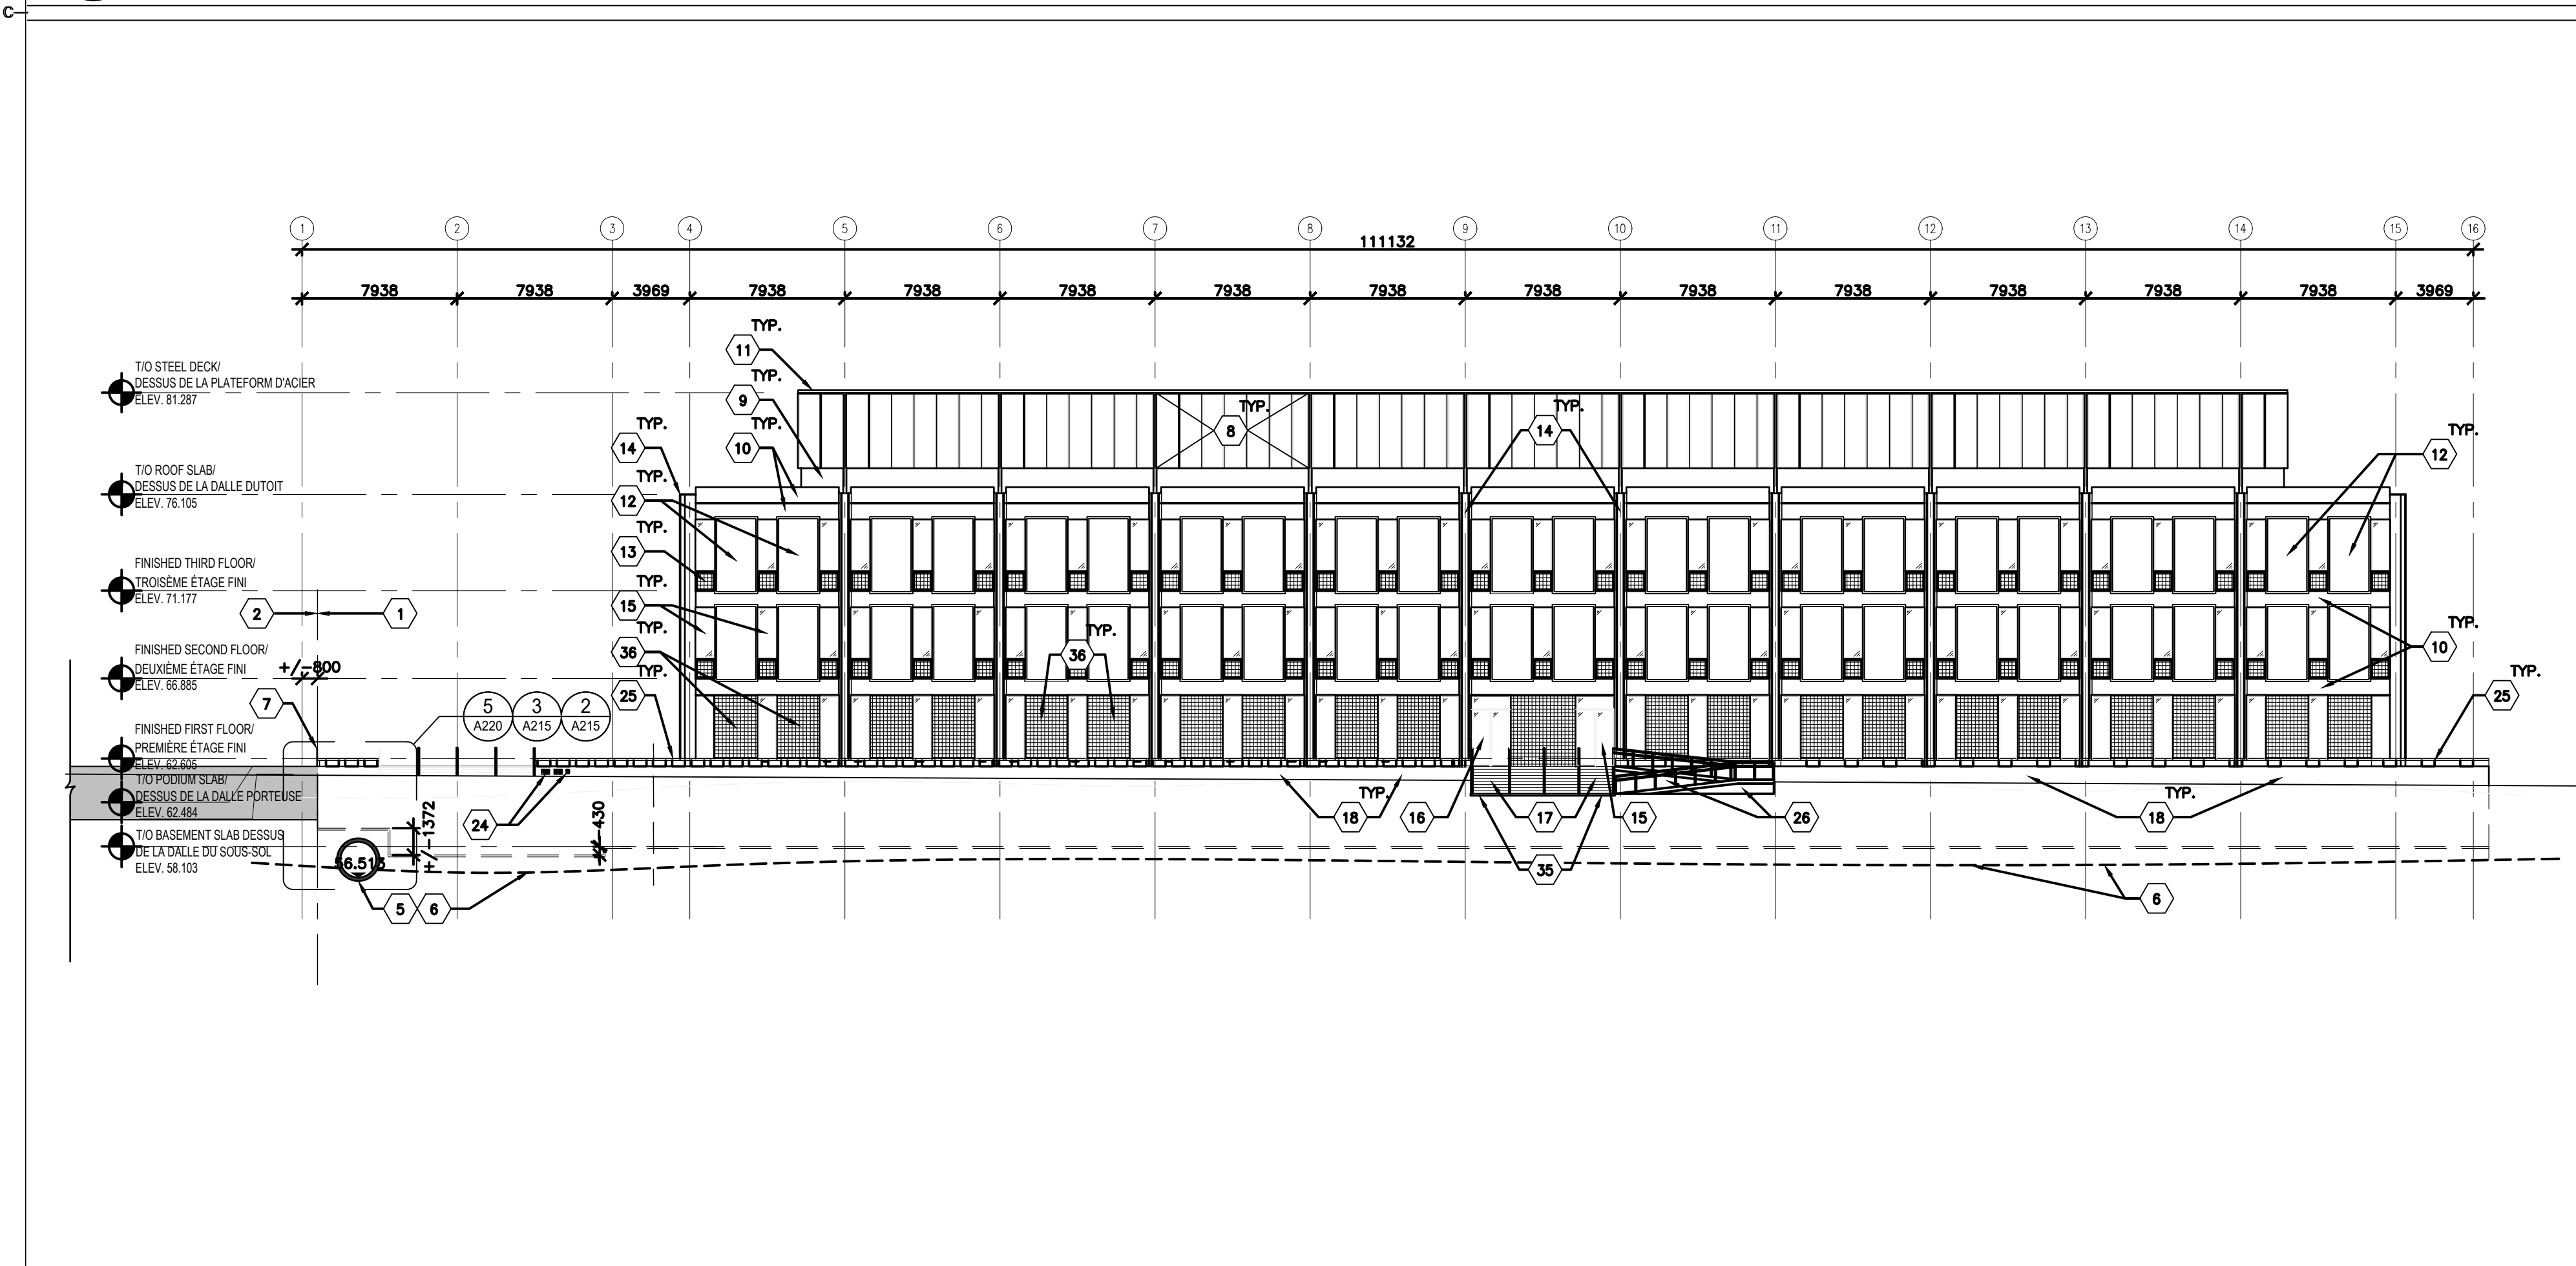 C
1 2 3 4 5 6 7 8 9 10 11 12 13 14 15 16
111132
7938 7938 3969 7938 7938 7938 7938 7938 7938 7938 7938 7938 7938 7938 3969
TYP.
11
T/O STEEL DECK/
DESSUS DE LA PLATEFORM D'ACIER
ELEV. 81.287
TYP.
9
TYP.
8
TYP.
14
TYP.
10
TYP.
14
TYP.
12
T/O ROOF SLAB/
DESSUS DE LA DALLE DUTOIT
ELEV. 76.105
TYP.
12
TYP.
13
FINISHED THIRD FLOOR/
TROISÈME ÉTAGE FINI
ELEV. 71.177
TYP.
15
2 1
TYP.
36
TYP.
36
TYP.
10
FINISHED SECOND FLOOR/
DEUXIÈME ÉTAGE FINI
ELEV. 66.885
+/-800
TYP.
25
TYP.
25
7
5 3 2
A220 A215 A215
FINISHED FIRST FLOOR/
PREMIÈRE ÉTAGE FINI
ELEV. 62.605
T/O PODIUM SLAB/
DESSUS DE LA DALLE PORTEUSE
ELEV. 62.484
+/-1372
430
24
TYP.
18 16 17 15 26
TYP.
18
T/O BASEMENT SLAB DESSUS
DE LA DALLE DU SOUS-SOL
ELEV. 58.103
56.513
35
5 6
6